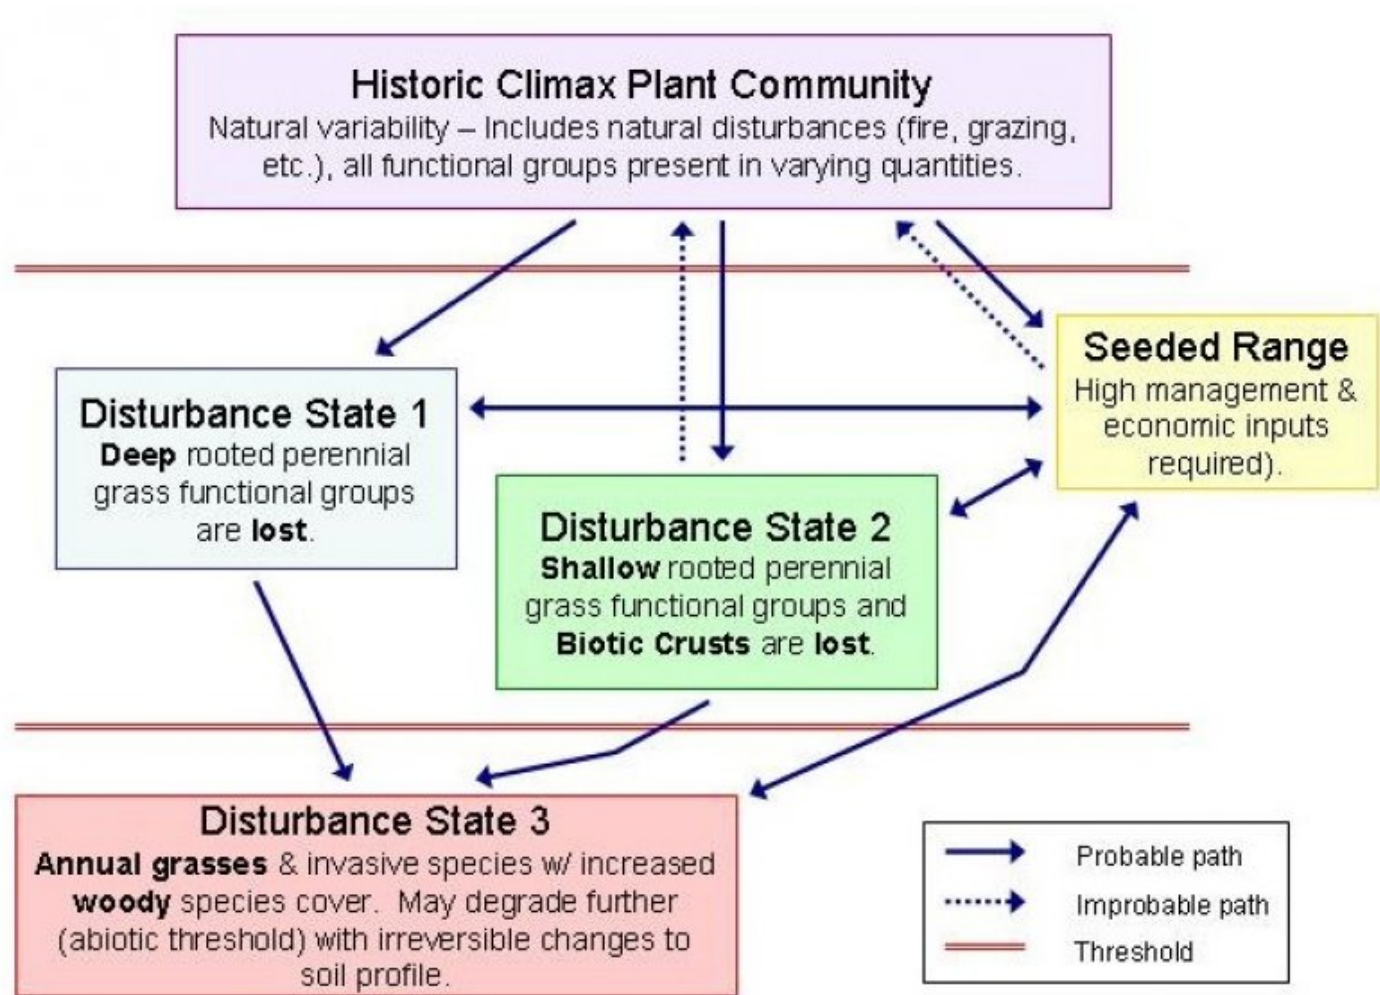 Historic Climax Plant Community
Natural variability – Includes natural disturbances (fire, grazing,
etc.), all functional groups present in varying quantities.
Seeded Range
High management &
economic inputs
required).
Disturbance State 1
Deep rooted perennial
grass functional groups
are lost.
Disturbance State 2
Shallow rooted perennial
grass functional groups and
Biotic Crusts are lost.
Disturbance State 3
Annual grasses & invasive species w/ increased
woody species cover. May degrade further
(abiotic threshold) with irreversible changes to
soil profile.
Probable path
Improbable path
Threshold